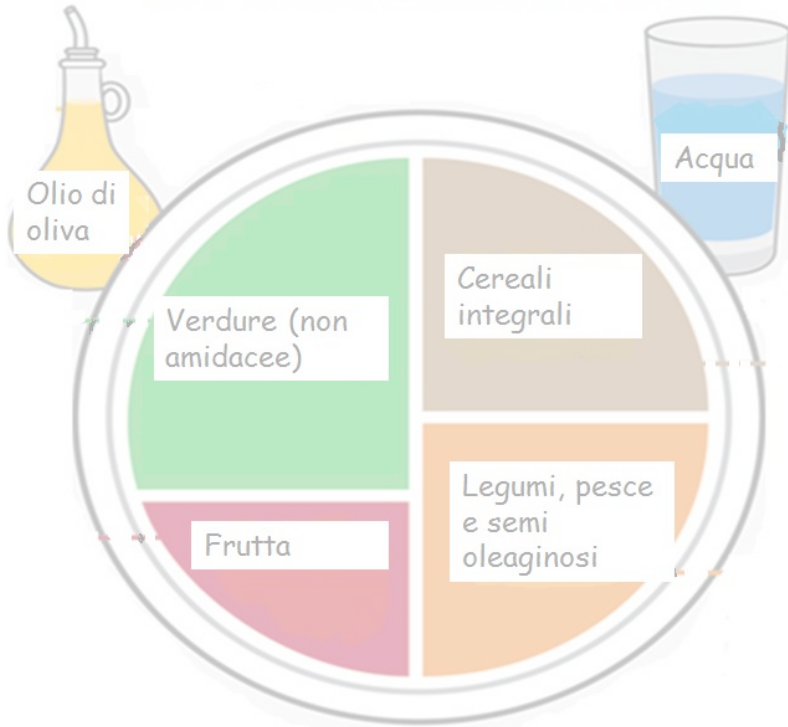 Olio di
oliva
Acqua
Verdure (non
amidacee)
Cereali
integrali
Frutta
Legumi, pesce
e semi
oleaginosi